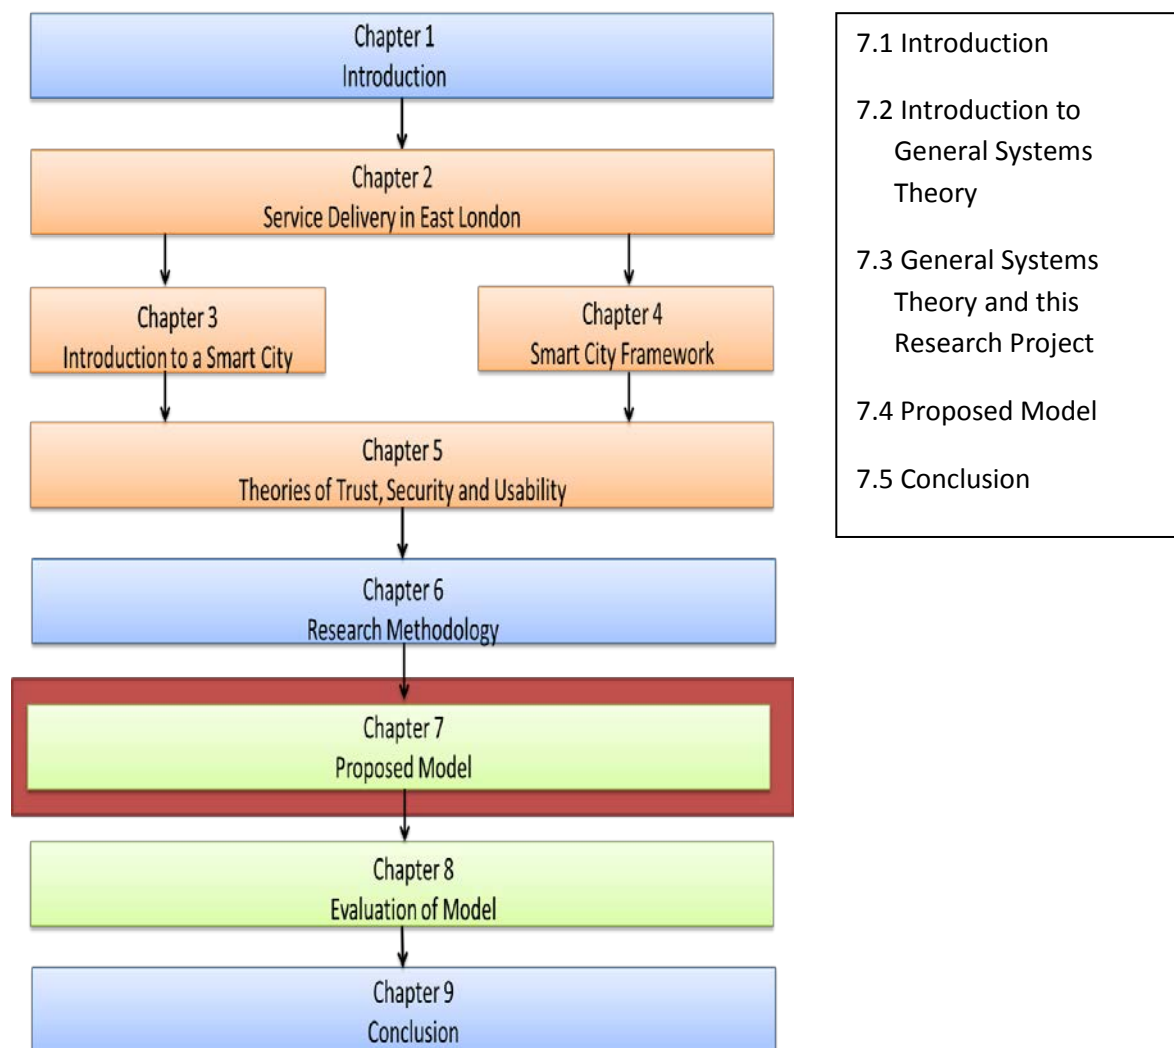 Chapter 1
Introduction
Chapter 2
Service Delivery in East London
Chapter 3
Introduction to a Smart City
Chapter 4
Smart City Framework
Chapter 5
Theories of Trust, Security and Usability
Chapter 6
Research Methodology
Chapter 7
Proposed Model
Chapter 8
Evaluation of Model
Chapter 9
Conclusion
7.1 Introduction
7.2 Introduction to
General Systems
Theory
7.3 General Systems
Theory and this
Research Project
7.4 Proposed Model
7.5 Conclusion